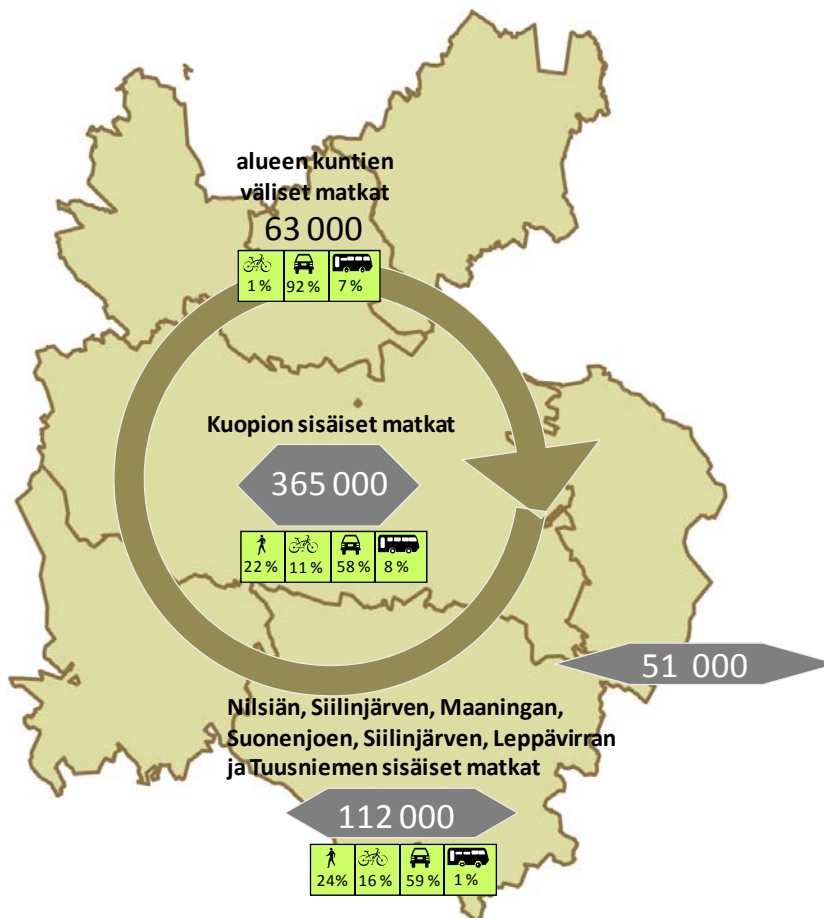 alueen kuntien
väliset matkat
63 000
1 % 92 % 7 %
Kuopion sisäiset matkat
365 000
22 % 11 % 58 % 8 %
51 000
Nilsiän, Siilinjärven, Maaningan,
Suonenjoen, Siilinjärven, Leppävirran
ja Tuusniemen sisäiset matkat
112 000
24% 16 % 59 % 1 %